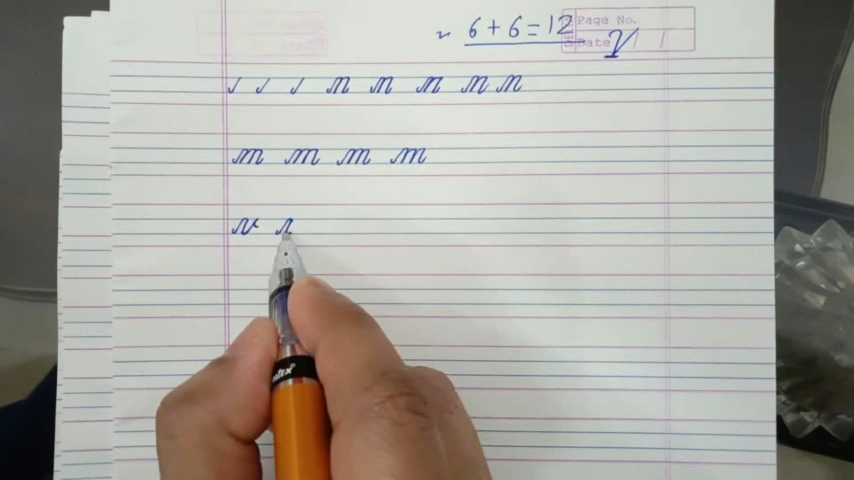 ~ 6 + 6 = 12
Page No.
Date
n n n n n
m m m m
v